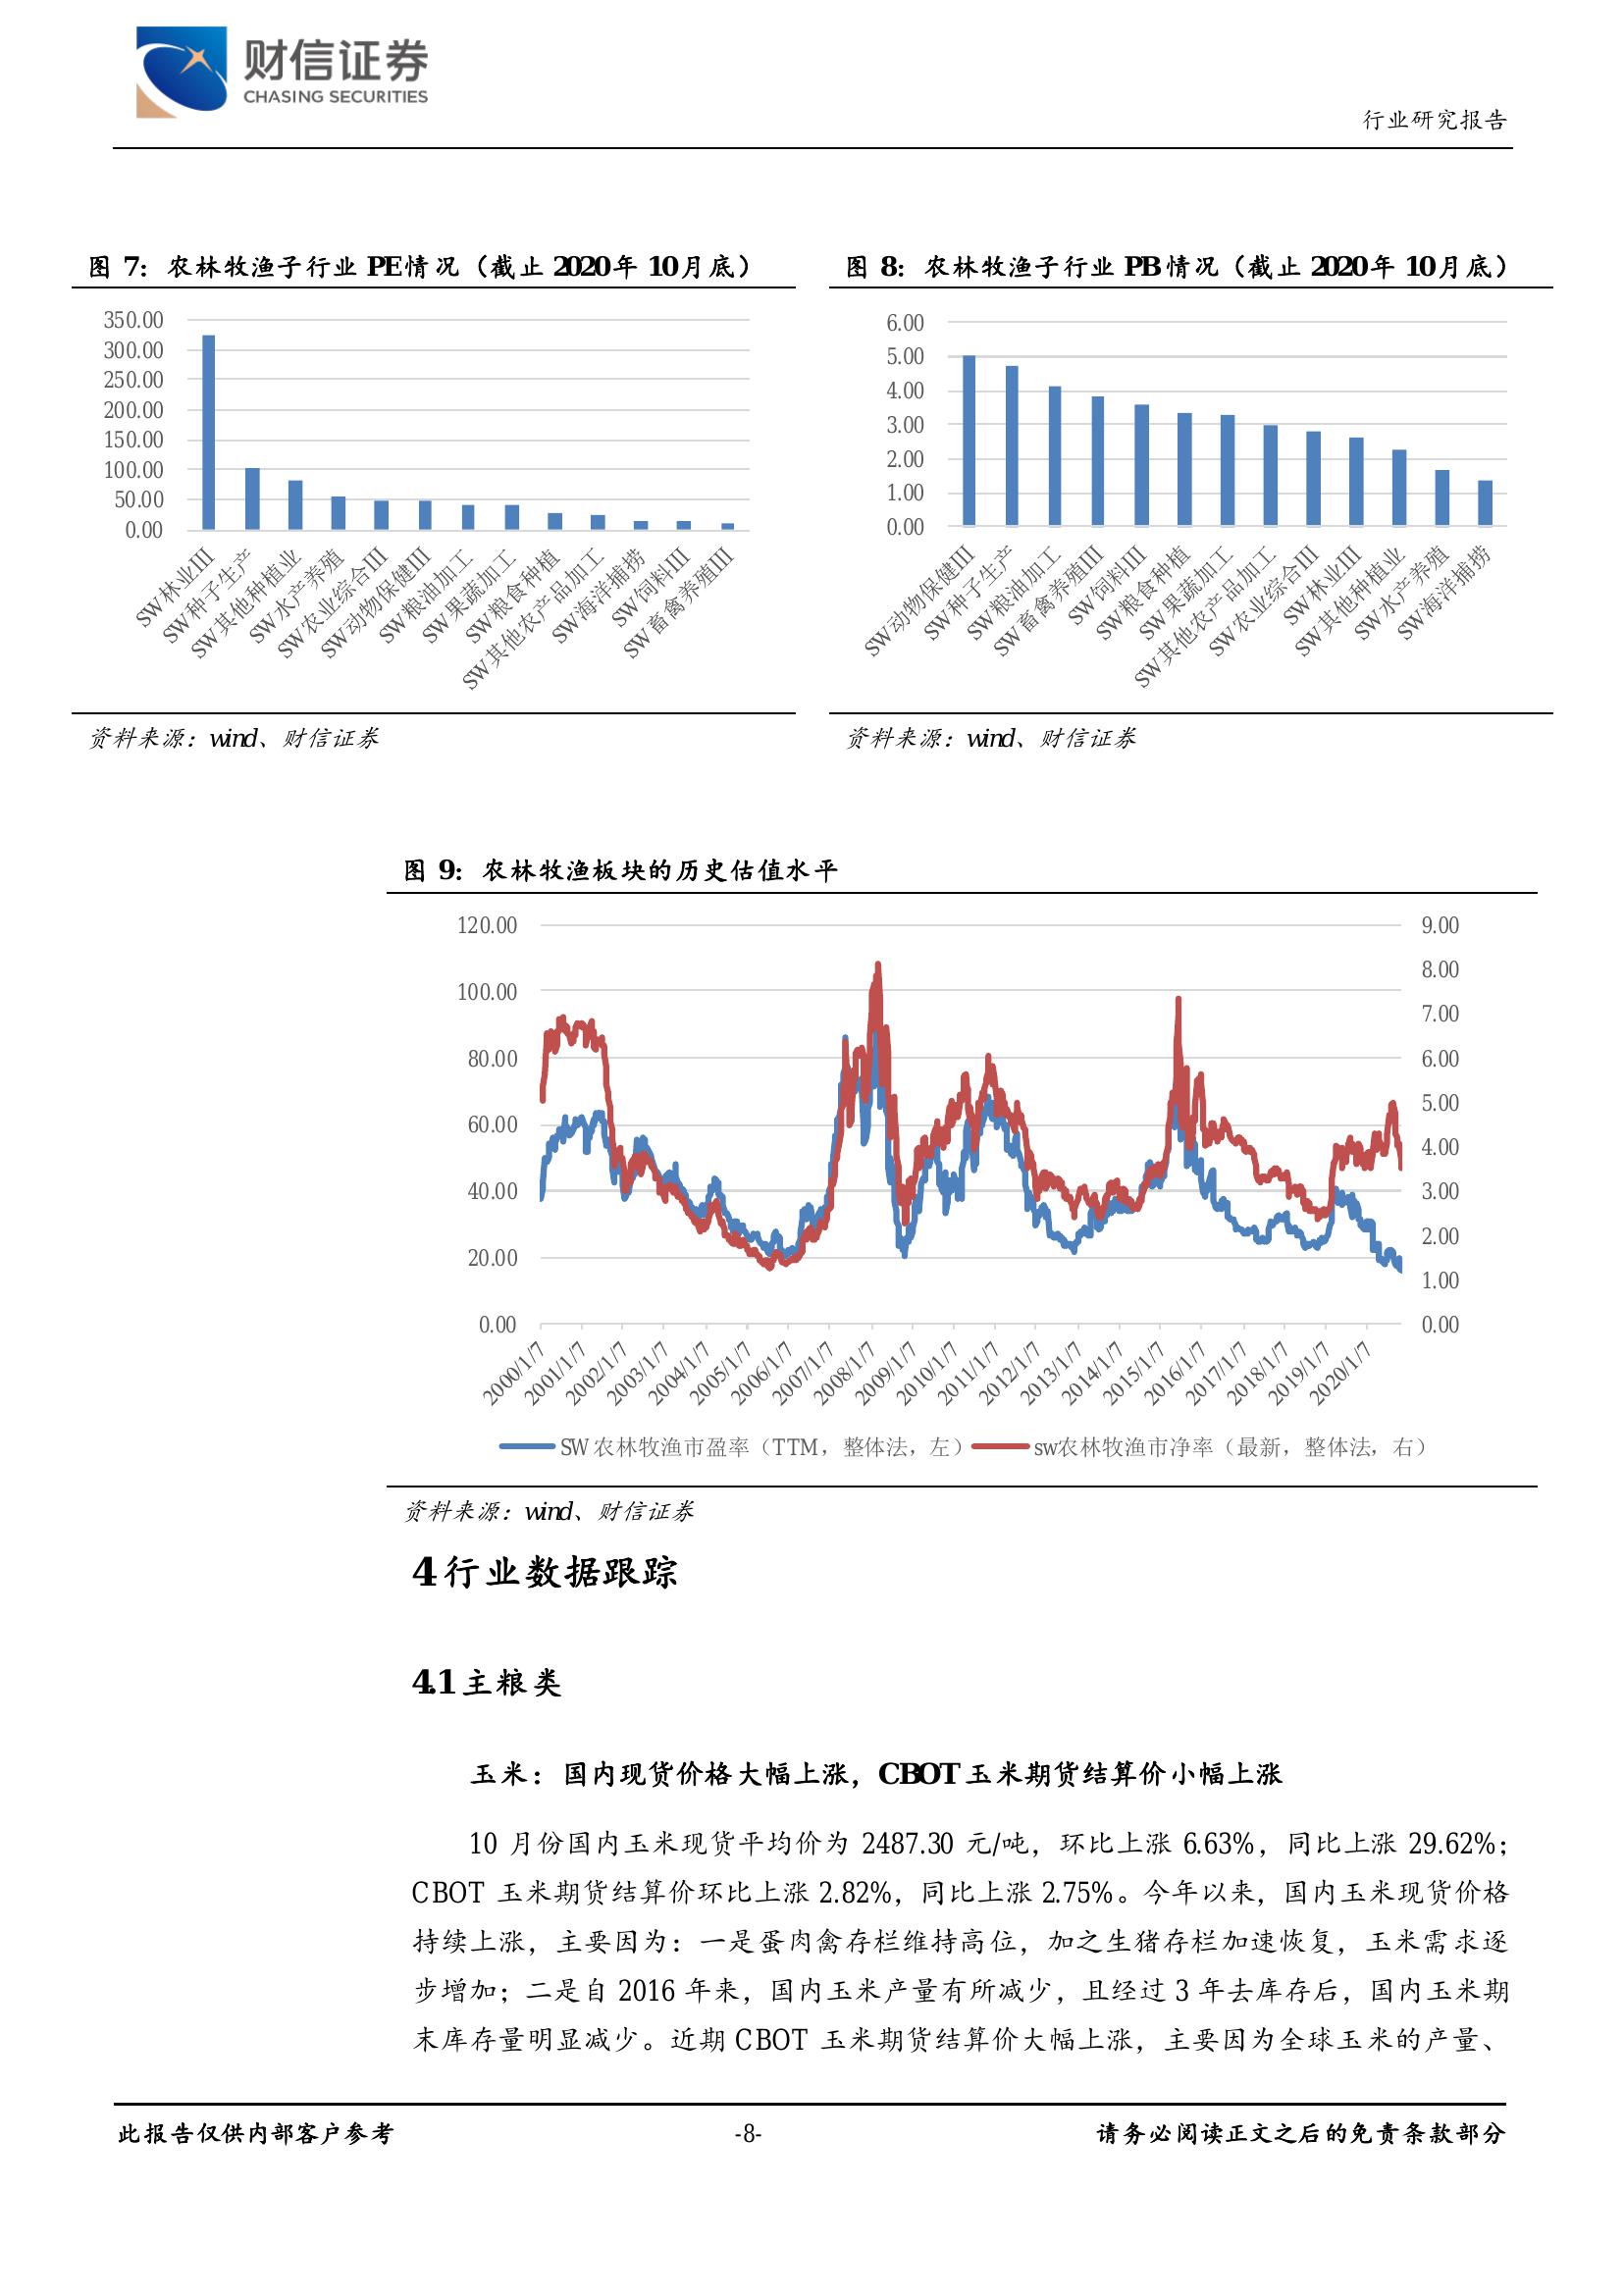 财信证券
CHASING SECURITIES
行业研究报告
图 7：农林牧渔子行业 PE 情况（截止 2020 年 10 月底）
350.00
300.00
250.00
200.00
150.00
100.00
50.00
0.00
SW林业III
SW种子生产
SW其他种植业
SW水产养殖
SW农业综合III
SW动物保健III
SW粮油加工
SW果蔬加工
SW粮食种植
SW其他农产品加工
SW海洋捕捞
SW饲料III
SW畜禽养殖III
资料来源：wind、财信证券
图 8：农林牧渔子行业 PB 情况（截止 2020 年 10 月底）
6.00
5.00
4.00
3.00
2.00
1.00
0.00
SW动物保健III
SW种子生产
SW粮油加工
SW畜禽养殖III
SW饲料III
SW粮食种植
SW果蔬加工
SW其他农产品加工
SW农业综合III
SW林业III
SW其他种植业
SW水产养殖
SW海洋捕捞
资料来源：wind、财信证券
图 9：农林牧渔板块的历史估值水平
120.00
100.00
80.00
60.00
40.00
20.00
0.00
9.00
8.00
7.00
6.00
5.00
4.00
3.00
2.00
1.00
0.00
2000/1/7
2001/1/7
2002/1/7
2003/1/7
2004/1/7
2005/1/7
2006/1/7
2007/1/7
2008/1/7
2009/1/7
2010/1/7
2011/1/7
2012/1/7
2013/1/7
2014/1/7
2015/1/7
2016/1/7
2017/1/7
2018/1/7
2019/1/7
2020/1/7
SW农林牧渔市盈率（TTM，整体法，左）
sw农林牧渔市净率（最新，整体法，右）
资料来源：wind、财信证券
4 行业数据跟踪
4.1 主粮类
玉米：国内现货价格大幅上涨，CBOT 玉米期货结算价小幅上涨
10 月份国内玉米现货平均价为 2487.30 元/吨，环比上涨 6.63%，同比上涨 29.62%；
CBOT 玉米期货结算价环比上涨 2.82%，同比上涨 2.75%。今年以来，国内玉米现货价格
持续上涨，主要因为：一是蛋肉禽存栏维持高位，加之生猪存栏加速恢复，玉米需求逐
步增加；二是自 2016 年来，国内玉米产量有所减少，且经过 3 年去库存后，国内玉米期
末库存量明显减少。近期 CBOT 玉米期货结算价大幅上涨，主要因为全球玉米的产量、
此报告仅供内部客户参考
-8-
请务必阅读正文之后的免责条款部分